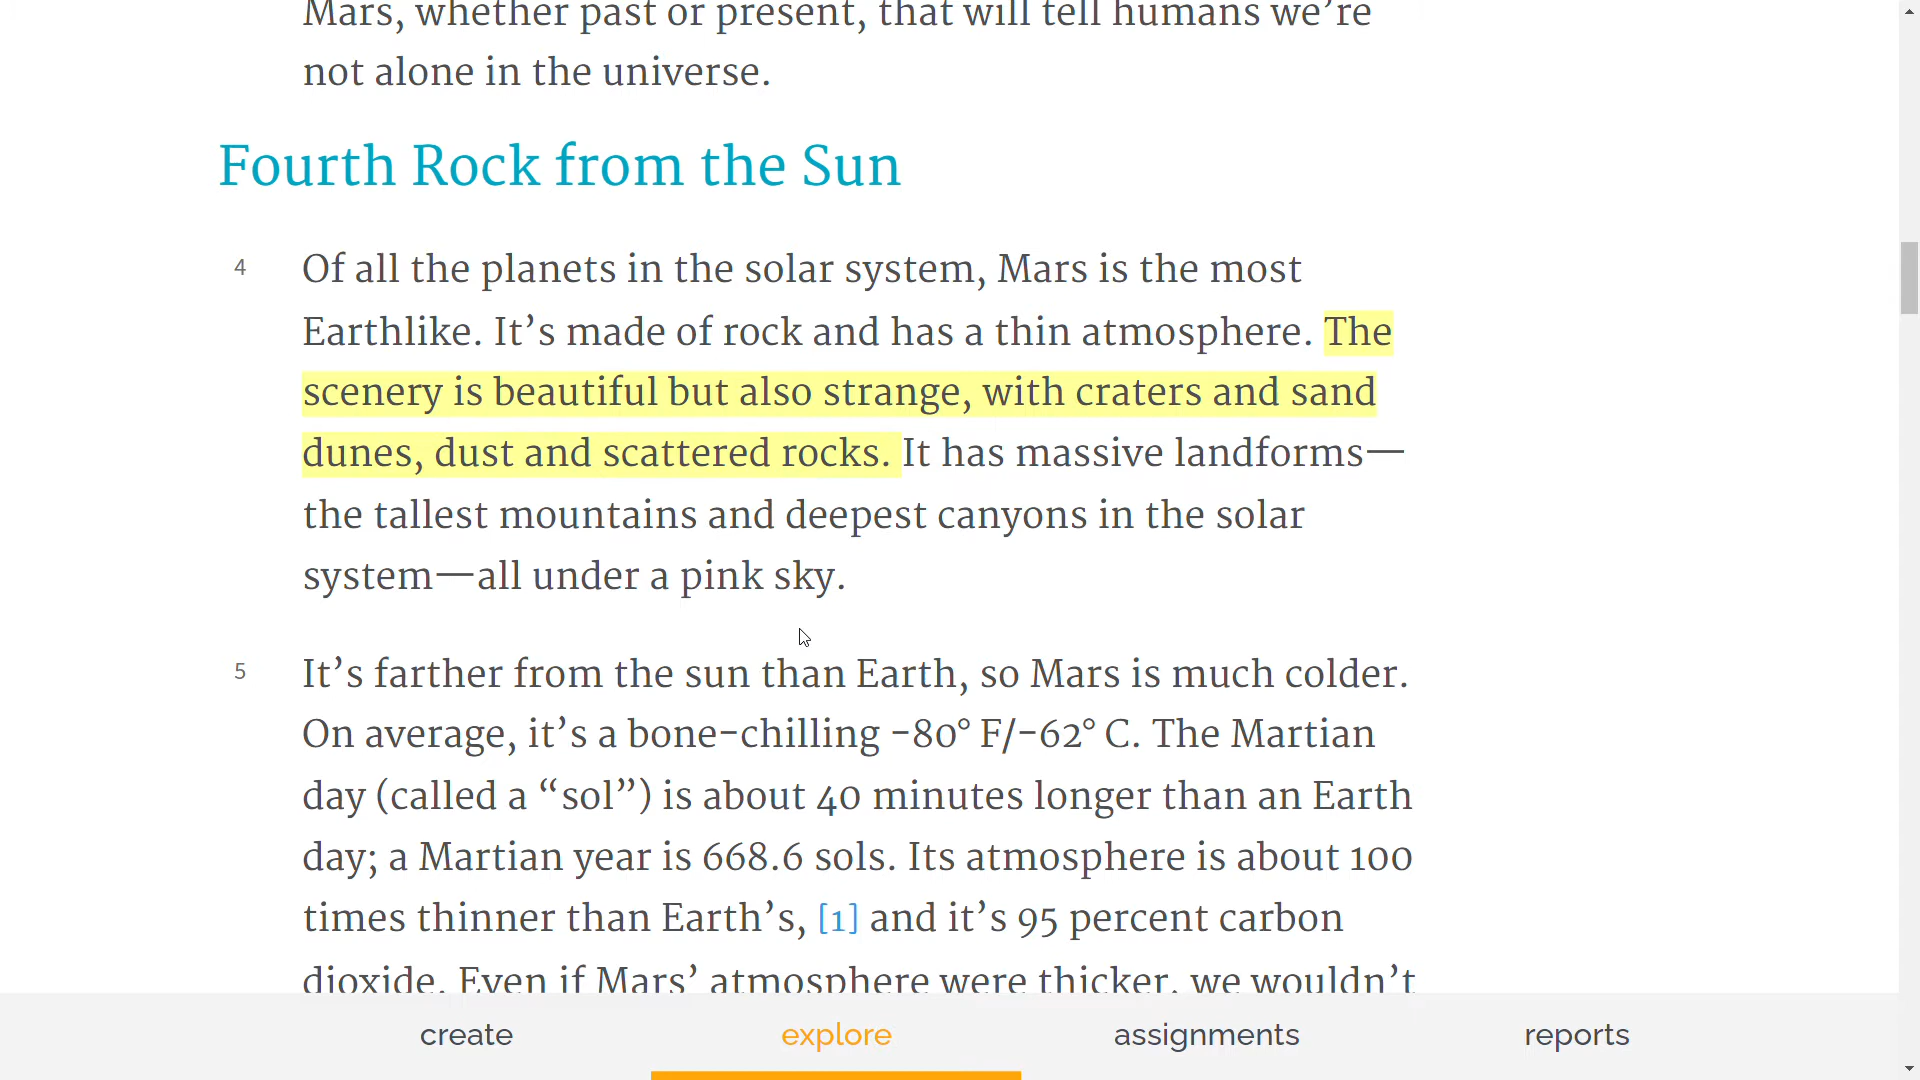 Mars, whether past or present, that will tell humans we’re
not alone in the universe.
Fourth Rock from the Sun
4
Of all the planets in the solar system, Mars is the most
Earthlike. It’s made of rock and has a thin atmosphere. The
scenery is beautiful but also strange, with craters and sand
dunes, dust and scattered rocks. It has massive landforms—
the tallest mountains and deepest canyons in the solar
system—all under a pink sky.
5
It’s farther from the sun than Earth, so Mars is much colder.
On average, it’s a bone-chilling −80° F/−62° C. The Martian
day (called a “sol”) is about 40 minutes longer than an Earth
day; a Martian year is 668.6 sols. Its atmosphere is about 100
times thinner than Earth’s, [1] and it’s 95 percent carbon
dioxide. Even if Mars’ atmosphere were thicker, we wouldn’t
create
explore
assignments
reports